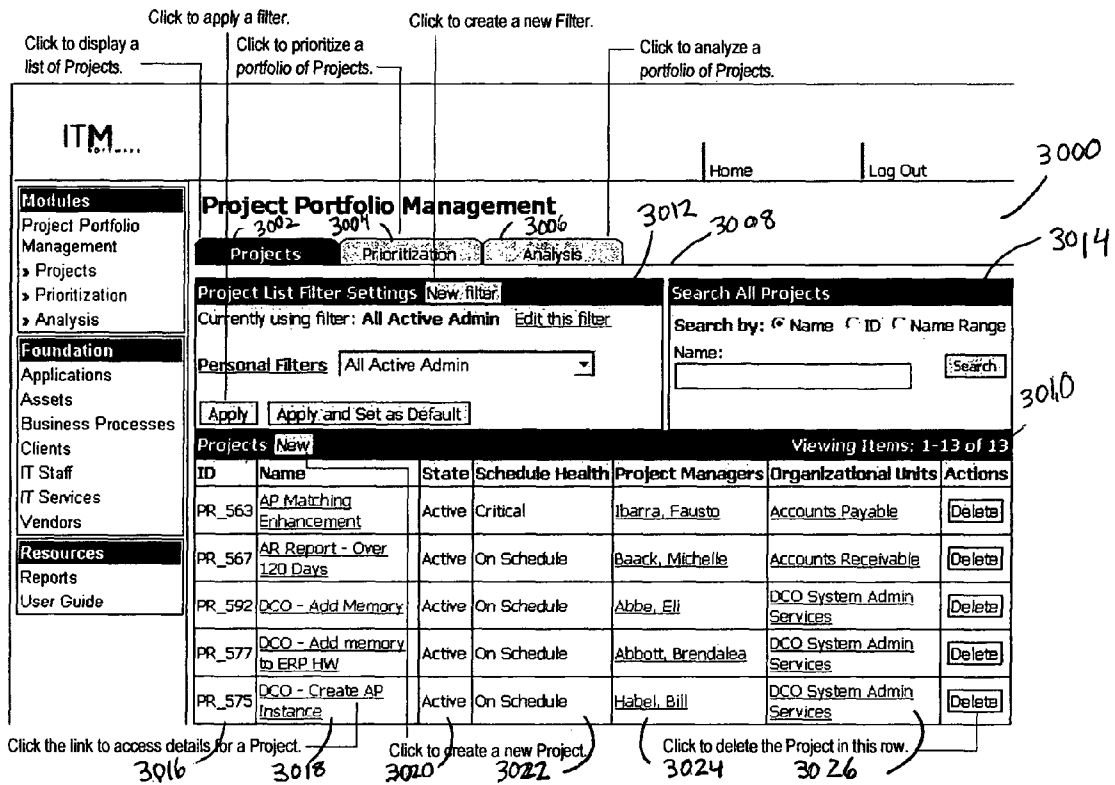 Click to apply a filter.
Click to create a new Filter.
Click to display a list of Projects.
Click to prioritize a portfolio of Projects.
Click to analyze a portfolio of Projects.
ITM
Home
Log Out
3000
Modules
Project Portfolio Management
» Projects
» Prioritization
» Analysis
Foundation
Applications
Assets
Business Processes
Clients
IT Staff
IT Services
Vendors
Resources
Reports
User Guide
Project Portfolio Management
3002 3004 3006 3012 3008 3014
Projects Prioritization Analysis
Project List Filter Settings New filter
Currently using filter: All Active Admin Edit this filter
Personal Filters All Active Admin
Apply Apply and Set as Default
Search All Projects
Search by: Name ID Name Range
Name:
Search
3010
Projects New Viewing Items: 1-13 of 13
ID Name State Schedule Health Project Managers Organizational Units Actions
PR_563 AP Matching Enhancement Active Critical Ibarra, Fausto Accounts Payable Delete
PR_567 AR Report - Over 120 Days Active On Schedule Baack, Michelle Accounts Receivable Delete
PR_592 DCO - Add Memory Active On Schedule Abbe, Eli DCO System Admin Services Delete
PR_577 DCO - Add memory to ERP HW Active On Schedule Abbott, Brendalea DCO System Admin Services Delete
PR_575 DCO - Create AP Instance Active On Schedule Habel, Bill DCO System Admin Services Delete
Click the link to access details for a Project.
Click to create a new Project.
Click to delete the Project in this row.
3016 3018 3020 3022 3024 3026